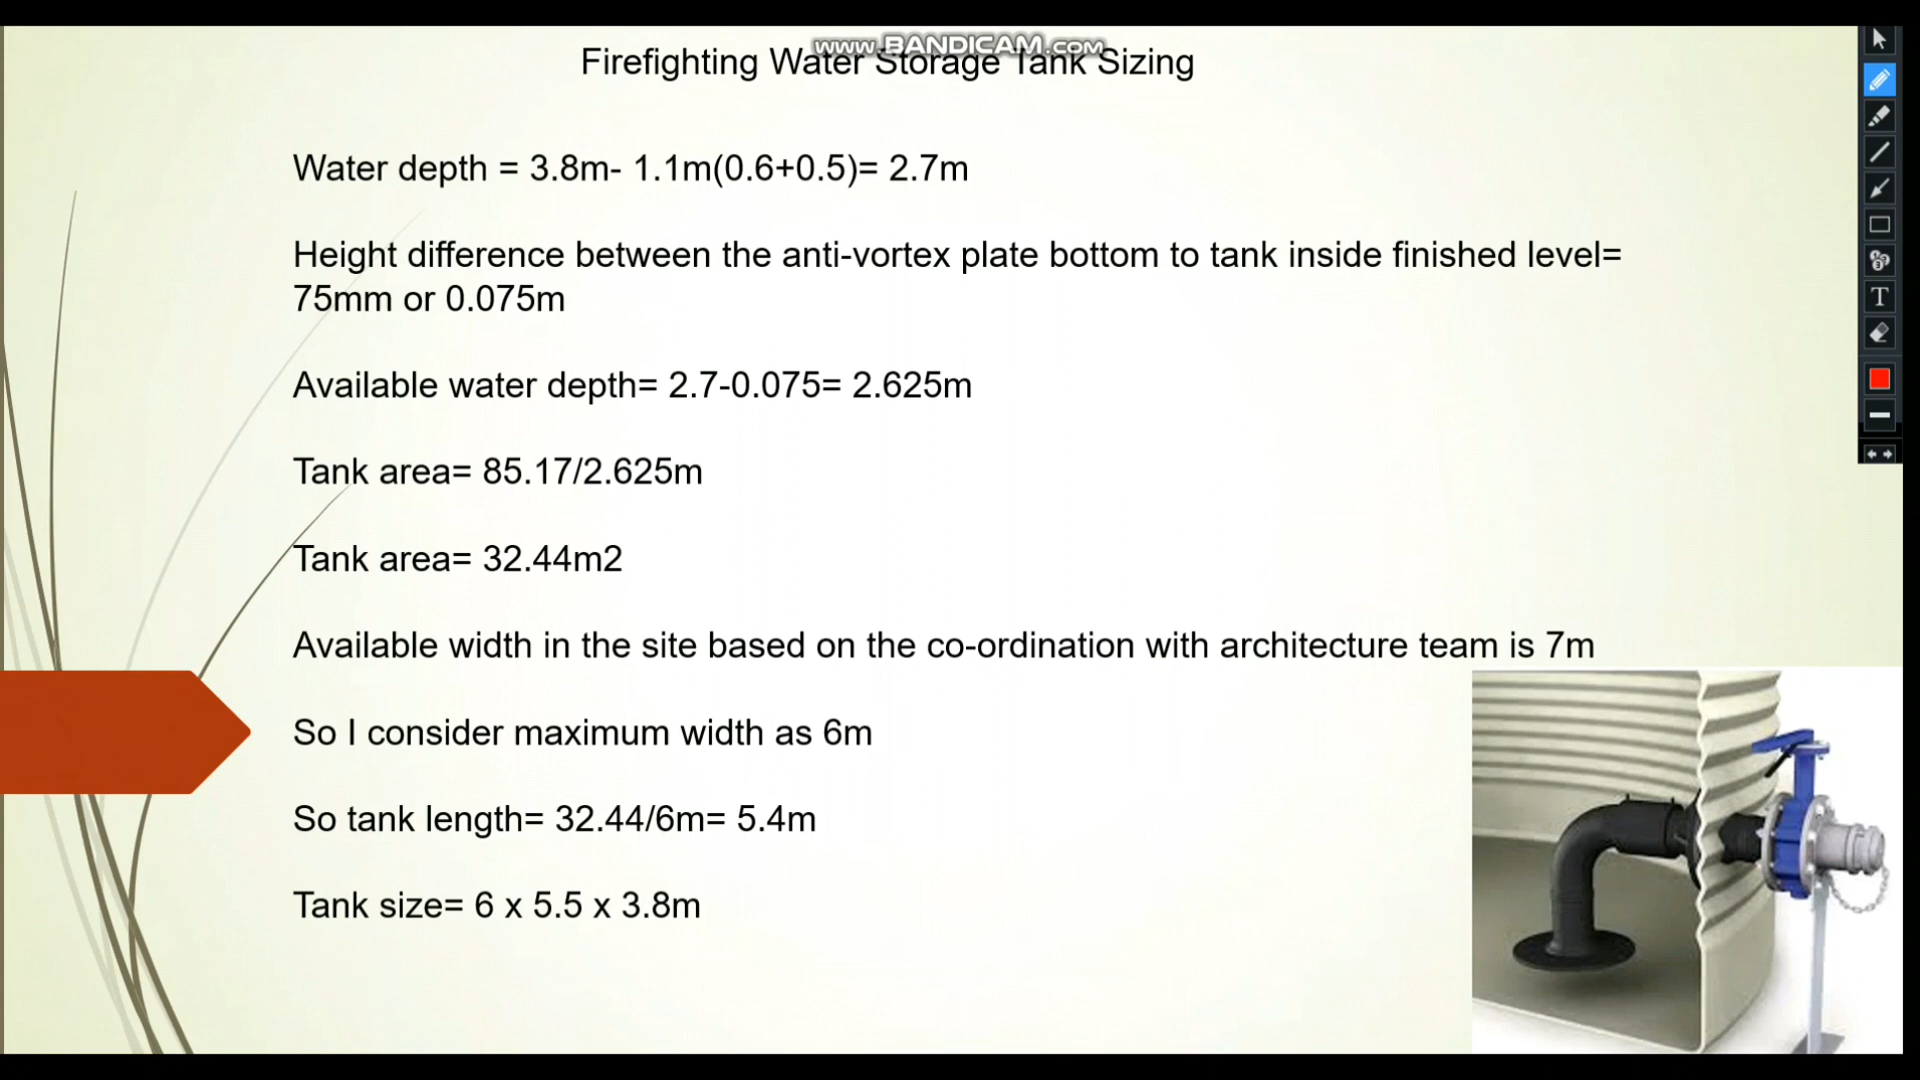 www.BANDICAM.com
Firefighting Water Storage Tank Sizing
Water depth = 3.8m- 1.1m(0.6+0.5)= 2.7m
Height difference between the anti-vortex plate bottom to tank inside finished level=
75mm or 0.075m
Available water depth= 2.7-0.075= 2.625m
Tank area= 85.17/2.625m
Tank area= 32.44m2
Available width in the site based on the co-ordination with architecture team is 7m
So I consider maximum width as 6m
So tank length= 32.44/6m= 5.4m
Tank size= 6 x 5.5 x 3.8m
T